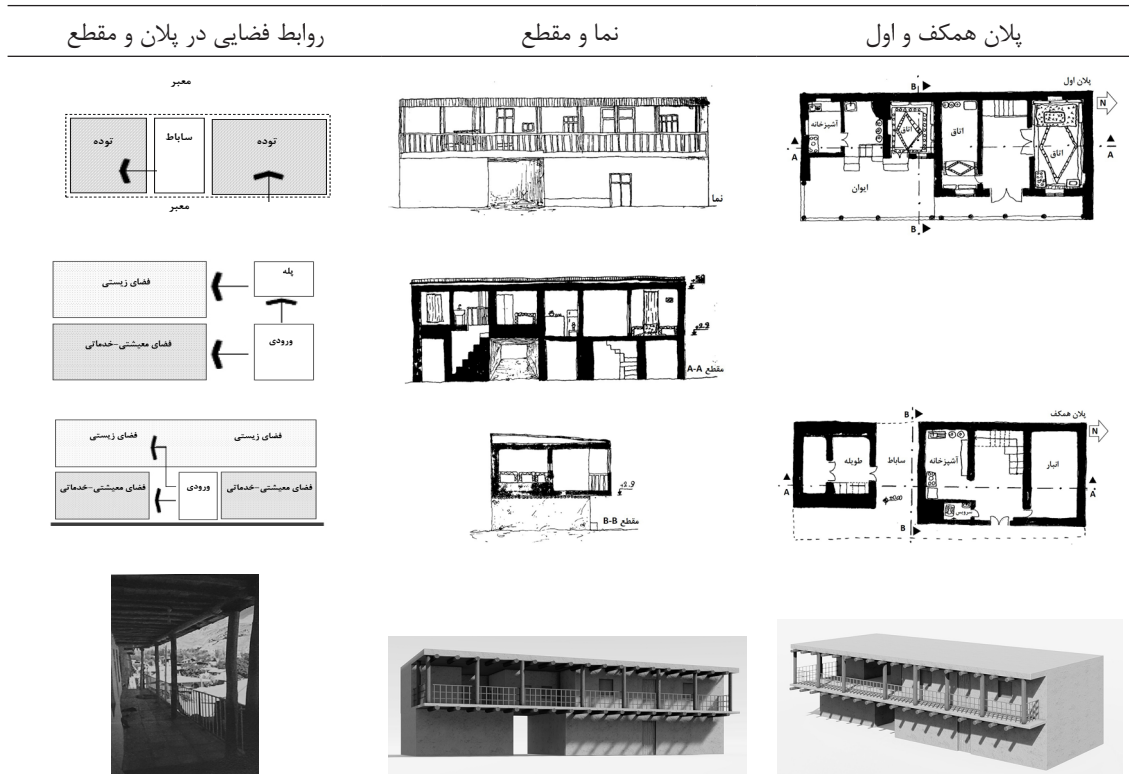 پلان همکف و اول
نما و مقطع
روابط فضایی در پلان و مقطع
پلان اول
N
B
آشپزخانه
اتاق
اتاق
اتاق
ایوان
A
A
B
نما
معبر
توده
ساباط
توده
معبر
مقطع A-A
پله
فضای زیستی
ورودی
فضای معیشتی-خدماتی
پلان همکف
N
B
طویله
ساباط
آشپزخانه
انبار
سرویس
A
A
±0.00
B
مقطع B-B
فضای زیستی
فضای زیستی
فضای معیشتی-خدماتی
ورودی
فضای معیشتی-خدماتی